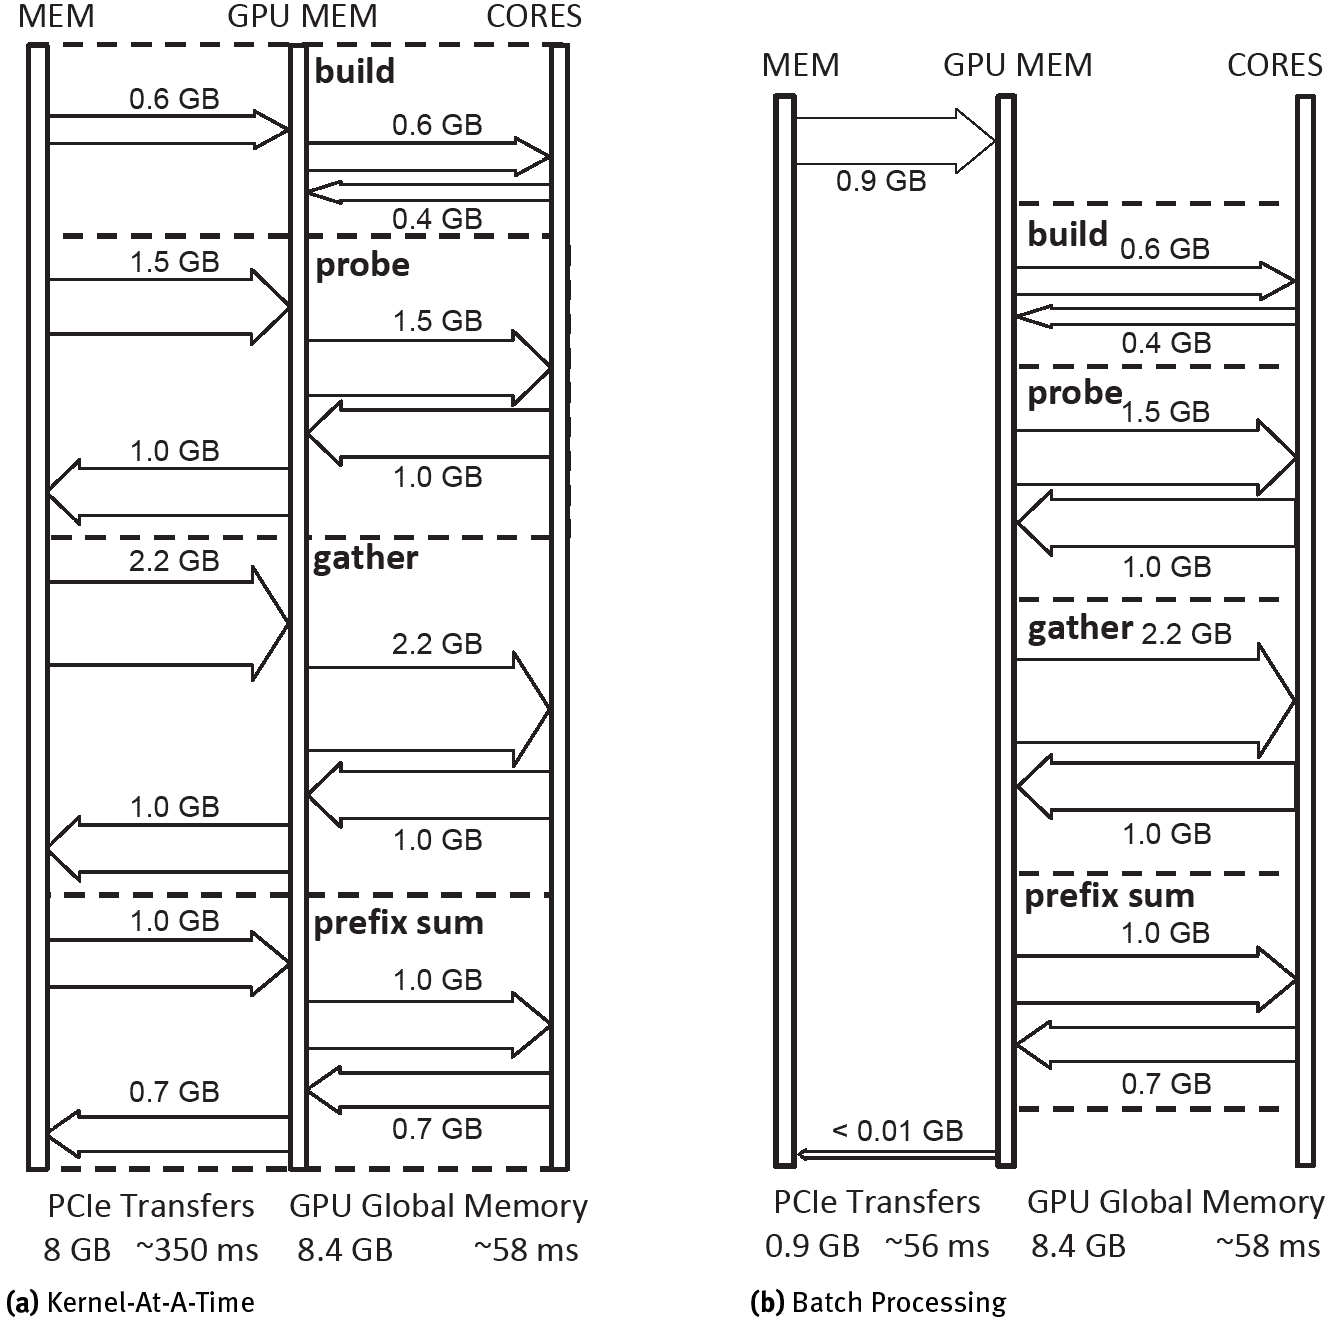 MEM GPU MEM CORES
build
0.6 GB
0.6 GB
0.4 GB
probe
1.5 GB
1.5 GB
1.0 GB
1.0 GB
gather
2.2 GB
2.2 GB
1.0 GB
1.0 GB
prefix sum
1.0 GB
1.0 GB
0.7 GB
0.7 GB
PCIe Transfers GPU Global Memory
8 GB ~350 ms 8.4 GB ~58 ms
(a) Kernel-At-A-Time
MEM GPU MEM CORES
0.9 GB
build
0.6 GB
0.4 GB
probe
1.5 GB
1.0 GB
gather 2.2 GB
1.0 GB
prefix sum
1.0 GB
0.7 GB
< 0.01 GB
PCIe Transfers GPU Global Memory
0.9 GB ~56 ms 8.4 GB ~58 ms
(b) Batch Processing